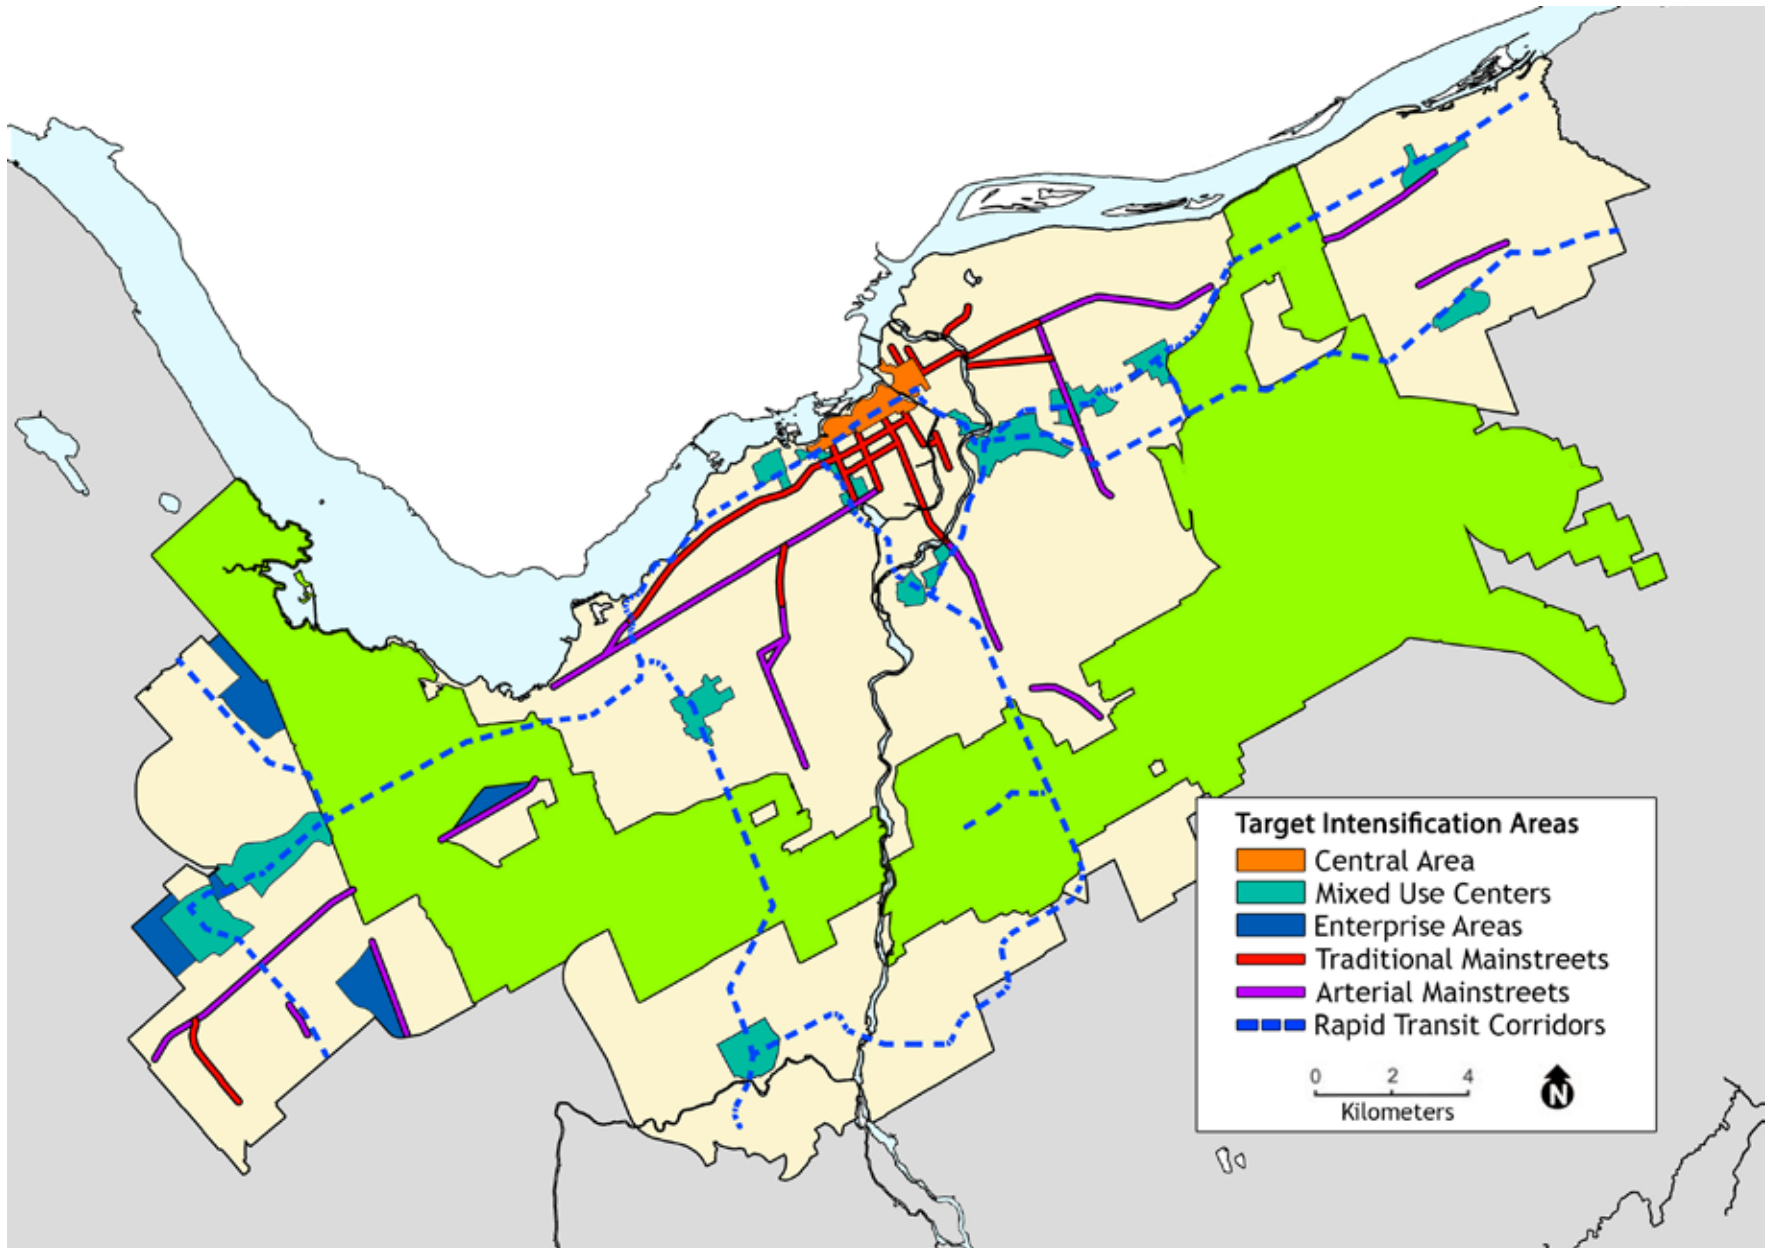 Target Intensification Areas
Central Area
Mixed Use Centers
Enterprise Areas
Traditional Mainstreets
Arterial Mainstreets
Rapid Transit Corridors
0 2 4
Kilometers
N